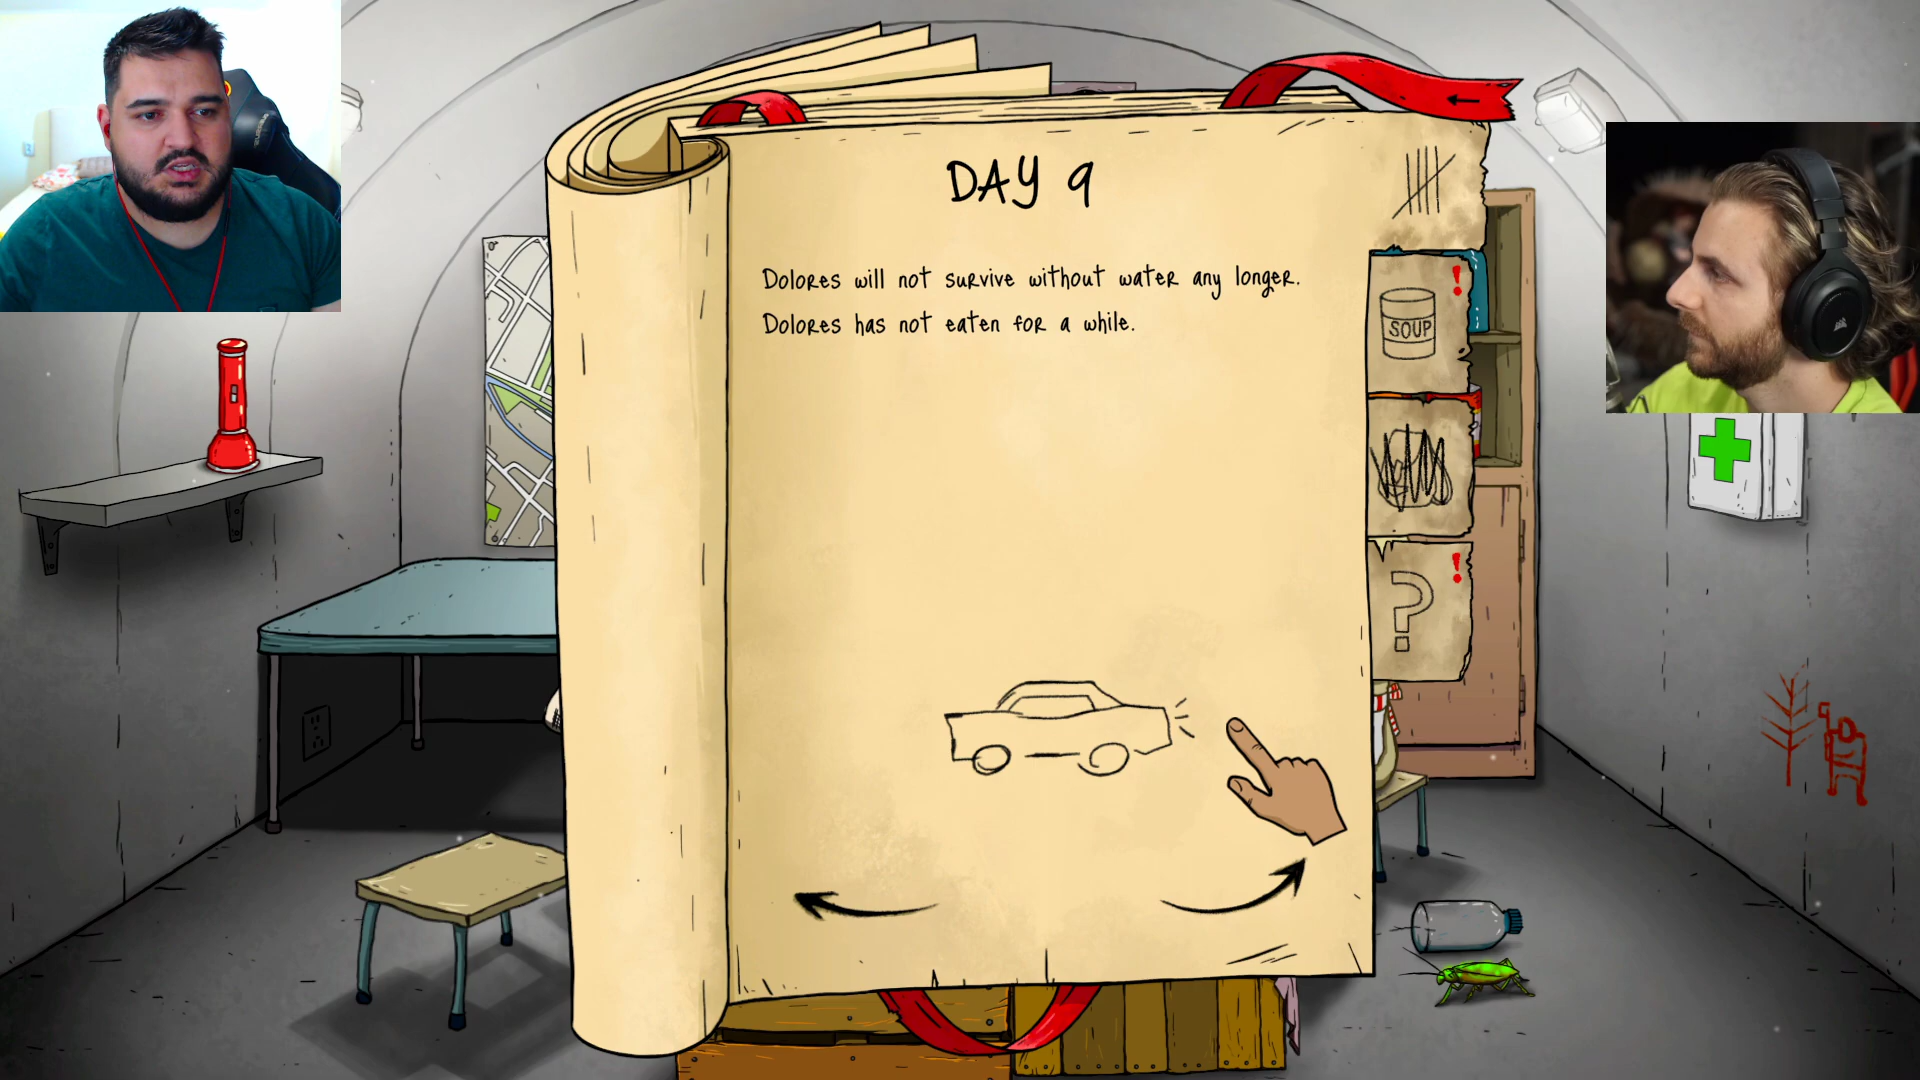 DAY 9
Dolores will not survive without water any longer.
Dolores has not eaten for a while.
SOUP